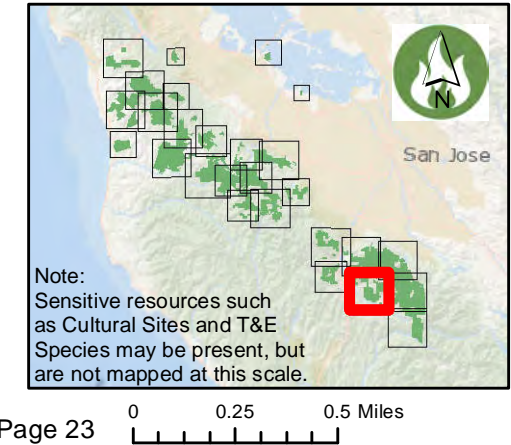 N
San Jose
Note:
Sensitive resources such
as Cultural Sites and T&E
Species may be present, but
are not mapped at this scale.
Page 23
0 0.25 0.5 Miles